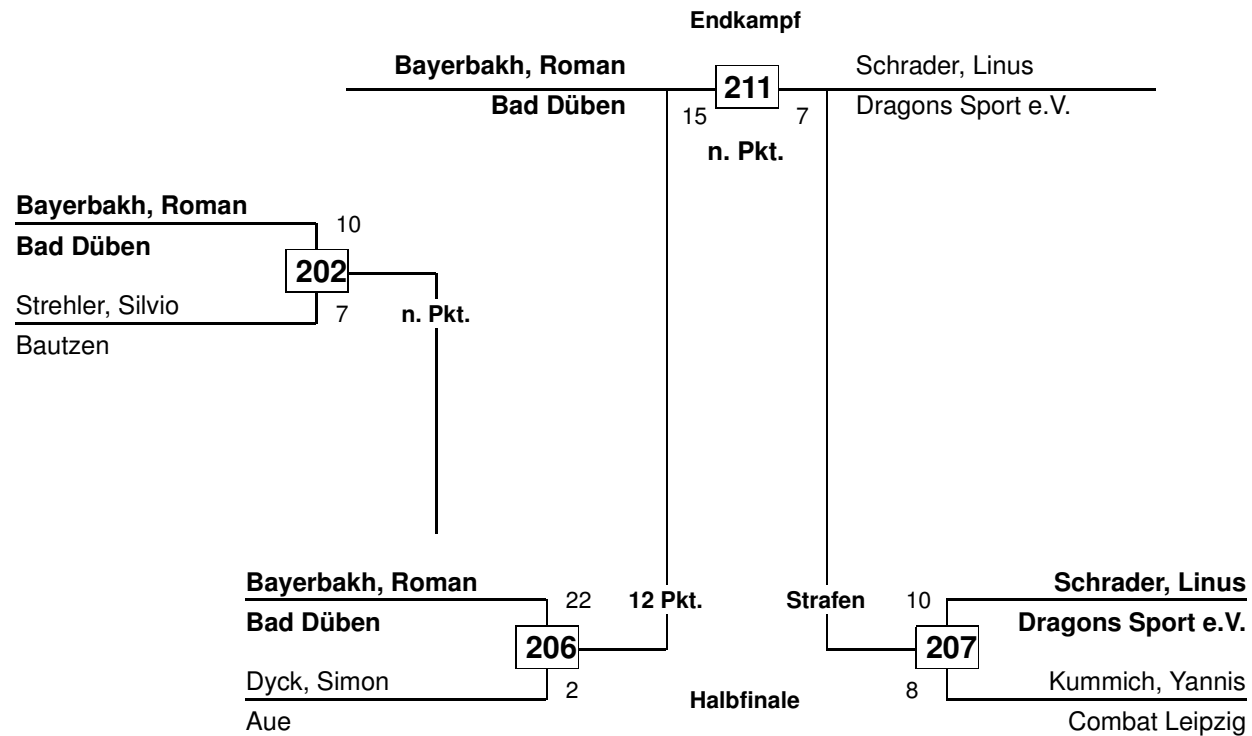 Endkampf
Bayerbakh, Roman
Schrader, Linus
211
Bad Düben
15
7
Dragons Sport e.V.
n. Pkt.
Bayerbakh, Roman
10
Bad Düben
202
Strehler, Silvio
7
n. Pkt.
Bautzen
Bayerbakh, Roman
22
12 Pkt.
Strafen
10
Schrader, Linus
Bad Düben
Dragons Sport e.V.
206
207
Dyck, Simon
2
Halbfinale
8
Kummich, Yannis
Aue
Combat Leipzig